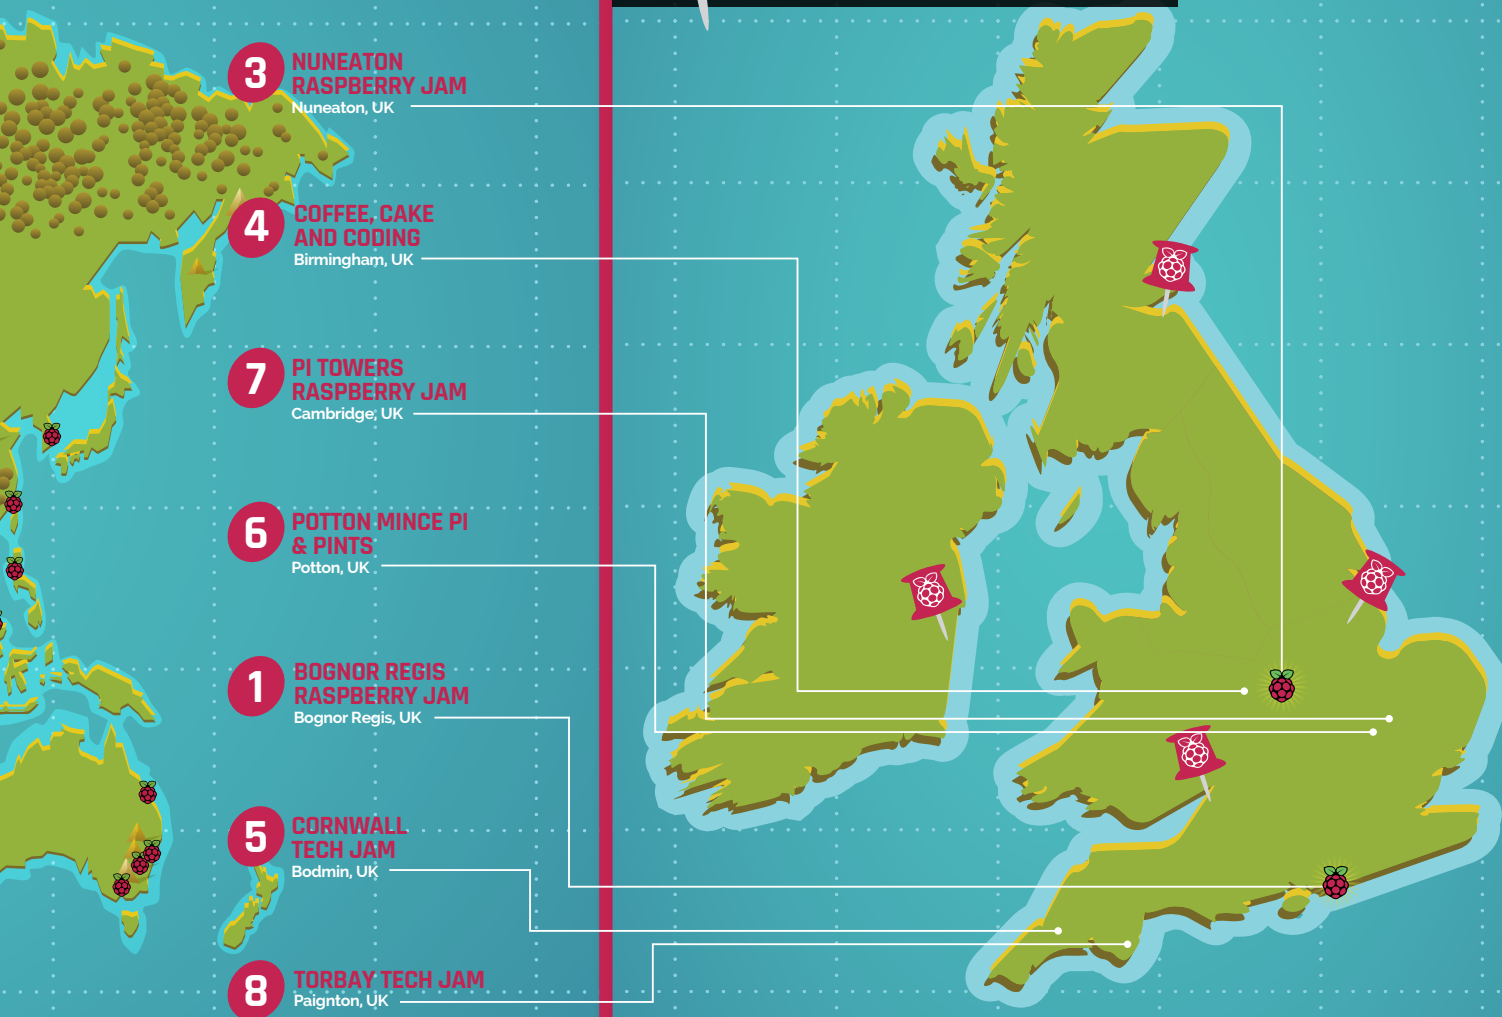 3
NUNEATON
RASPBERRY JAM
Nuneaton, UK
4
COFFEE, CAKE
AND CODING
Birmingham, UK
7
PI TOWERS
RASPBERRY JAM
Cambridge, UK
6
POTTON MINCE PI
& PINTS
Potton, UK
1
BOGNOR REGIS
RASPBERRY JAM
Bognor Regis, UK
5
CORNWALL
TECH JAM
Bodmin, UK
8
TORBAY TECH JAM
Paignton, UK